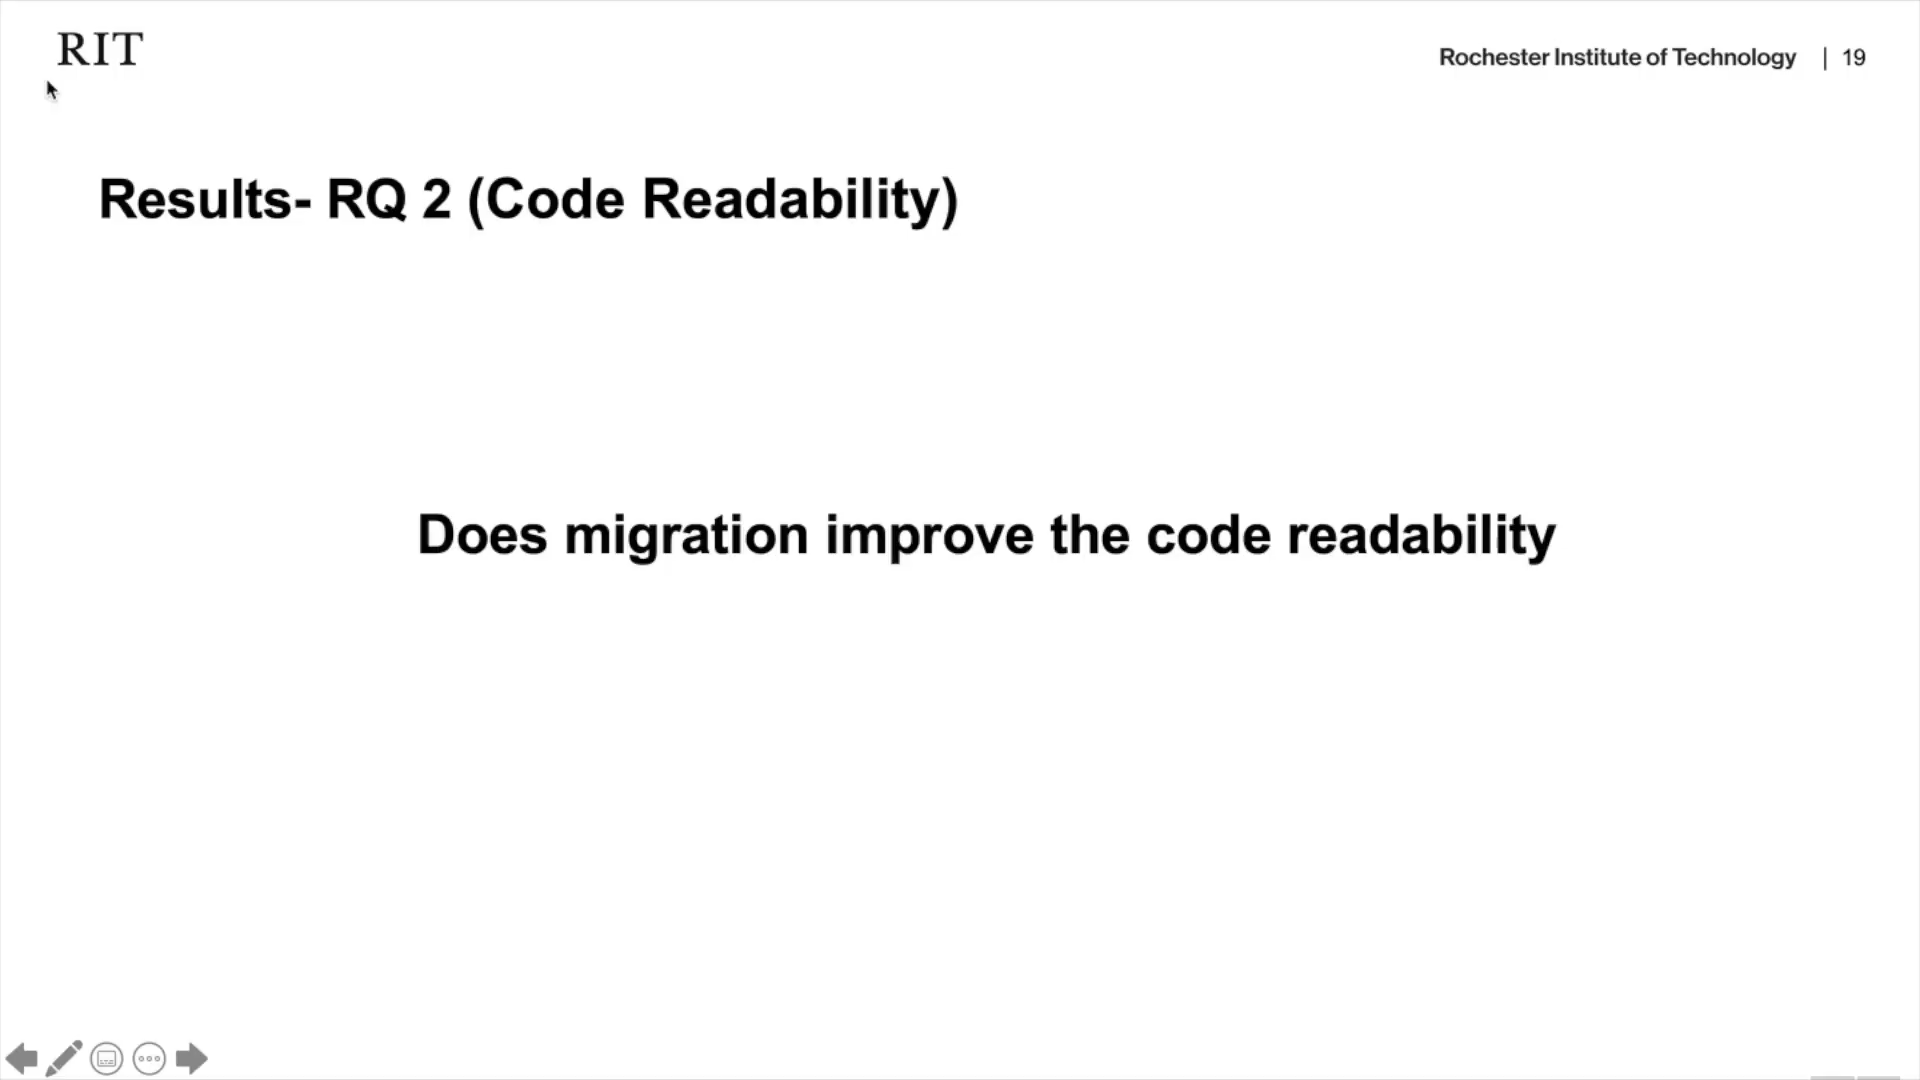 RIT
Rochester Institute of Technology | 19
Results- RQ 2 (Code Readability)
Does migration improve the code readability